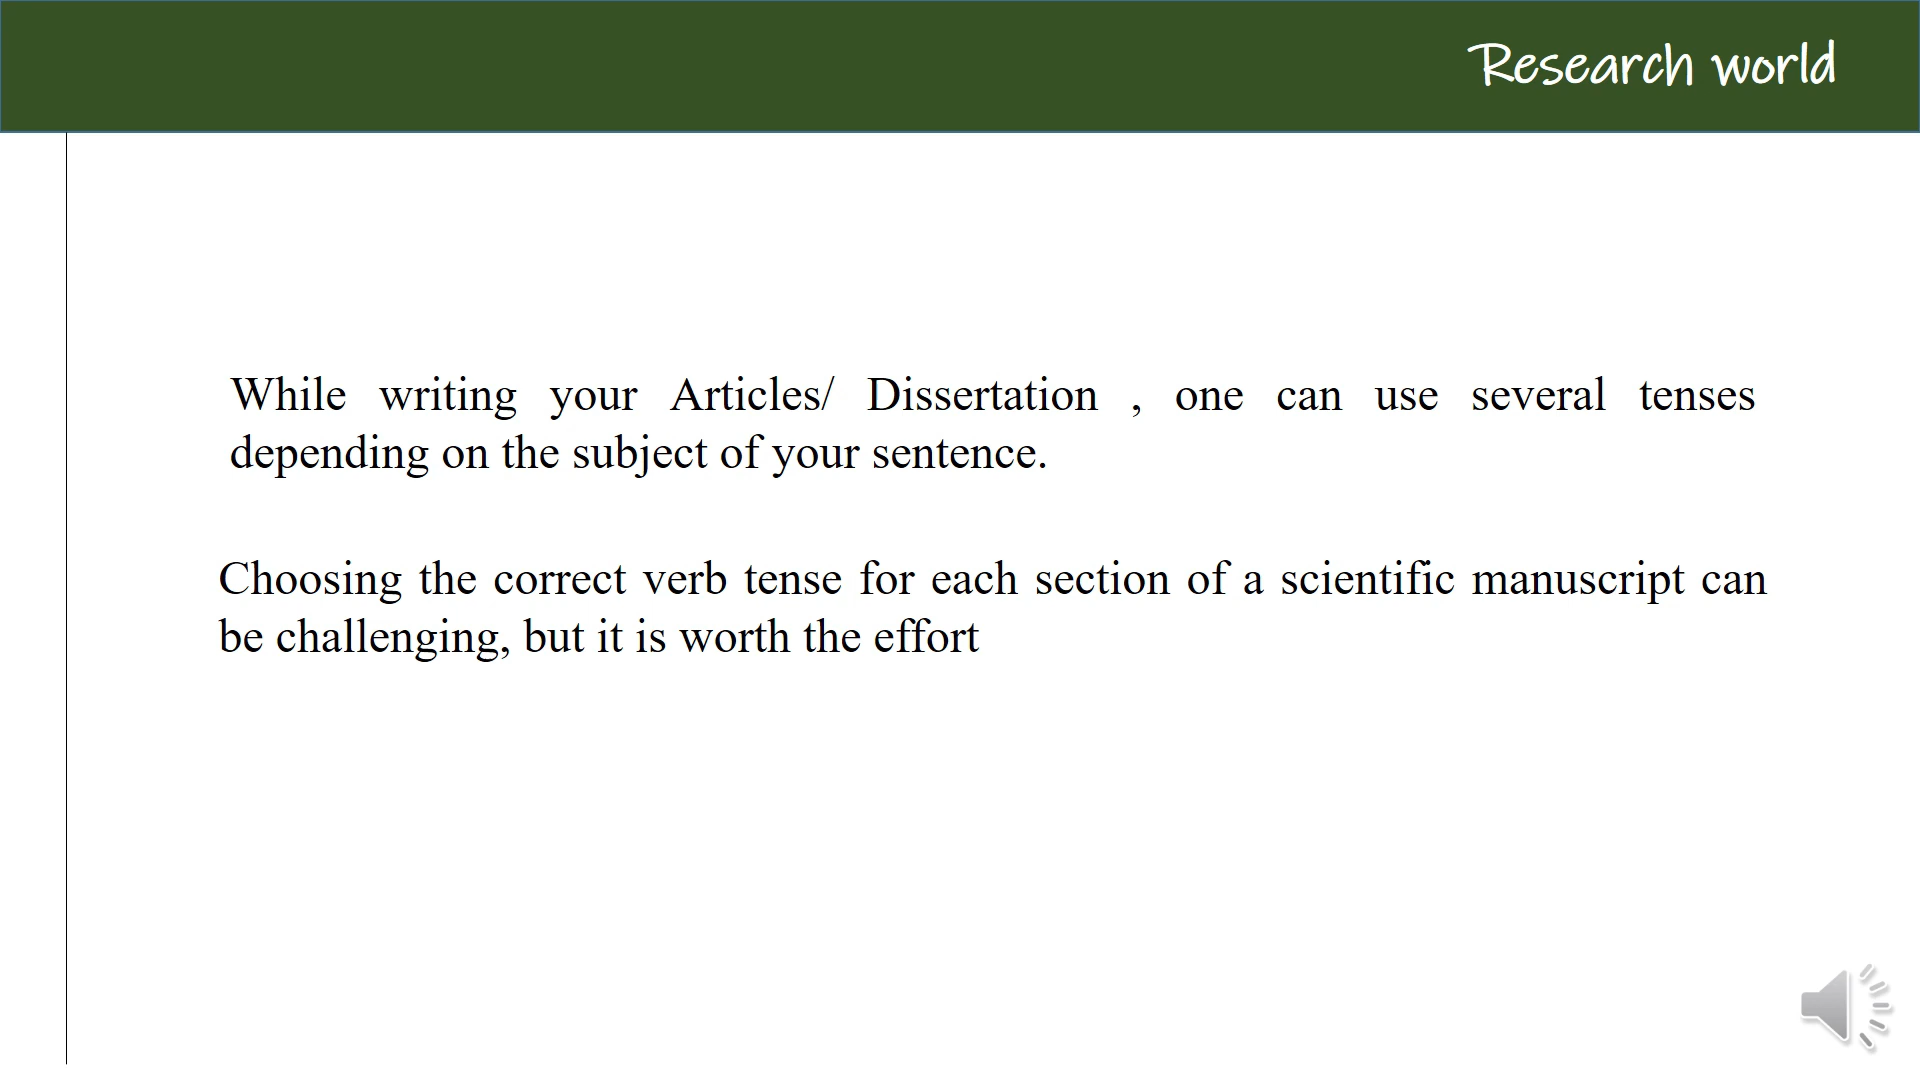 Research world
While writing your Articles/ Dissertation , one can use several tenses
depending on the subject of your sentence.
Choosing the correct verb tense for each section of a scientific manuscript can
be challenging, but it is worth the effort